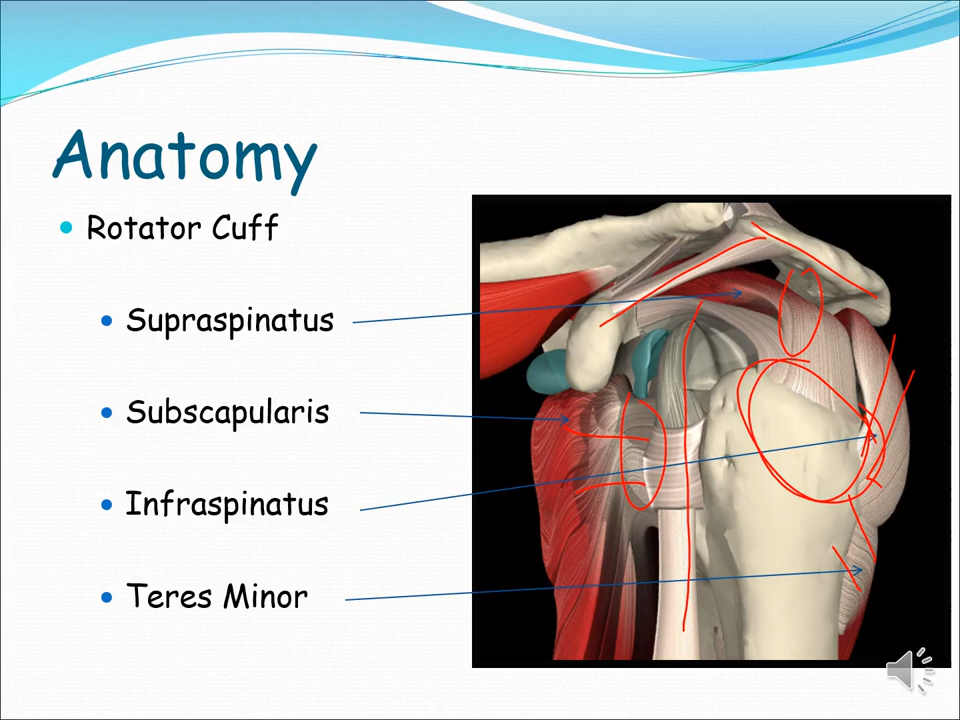 Anatomy
Rotator Cuff
Supraspinatus
Subscapularis
Infraspinatus
Teres Minor